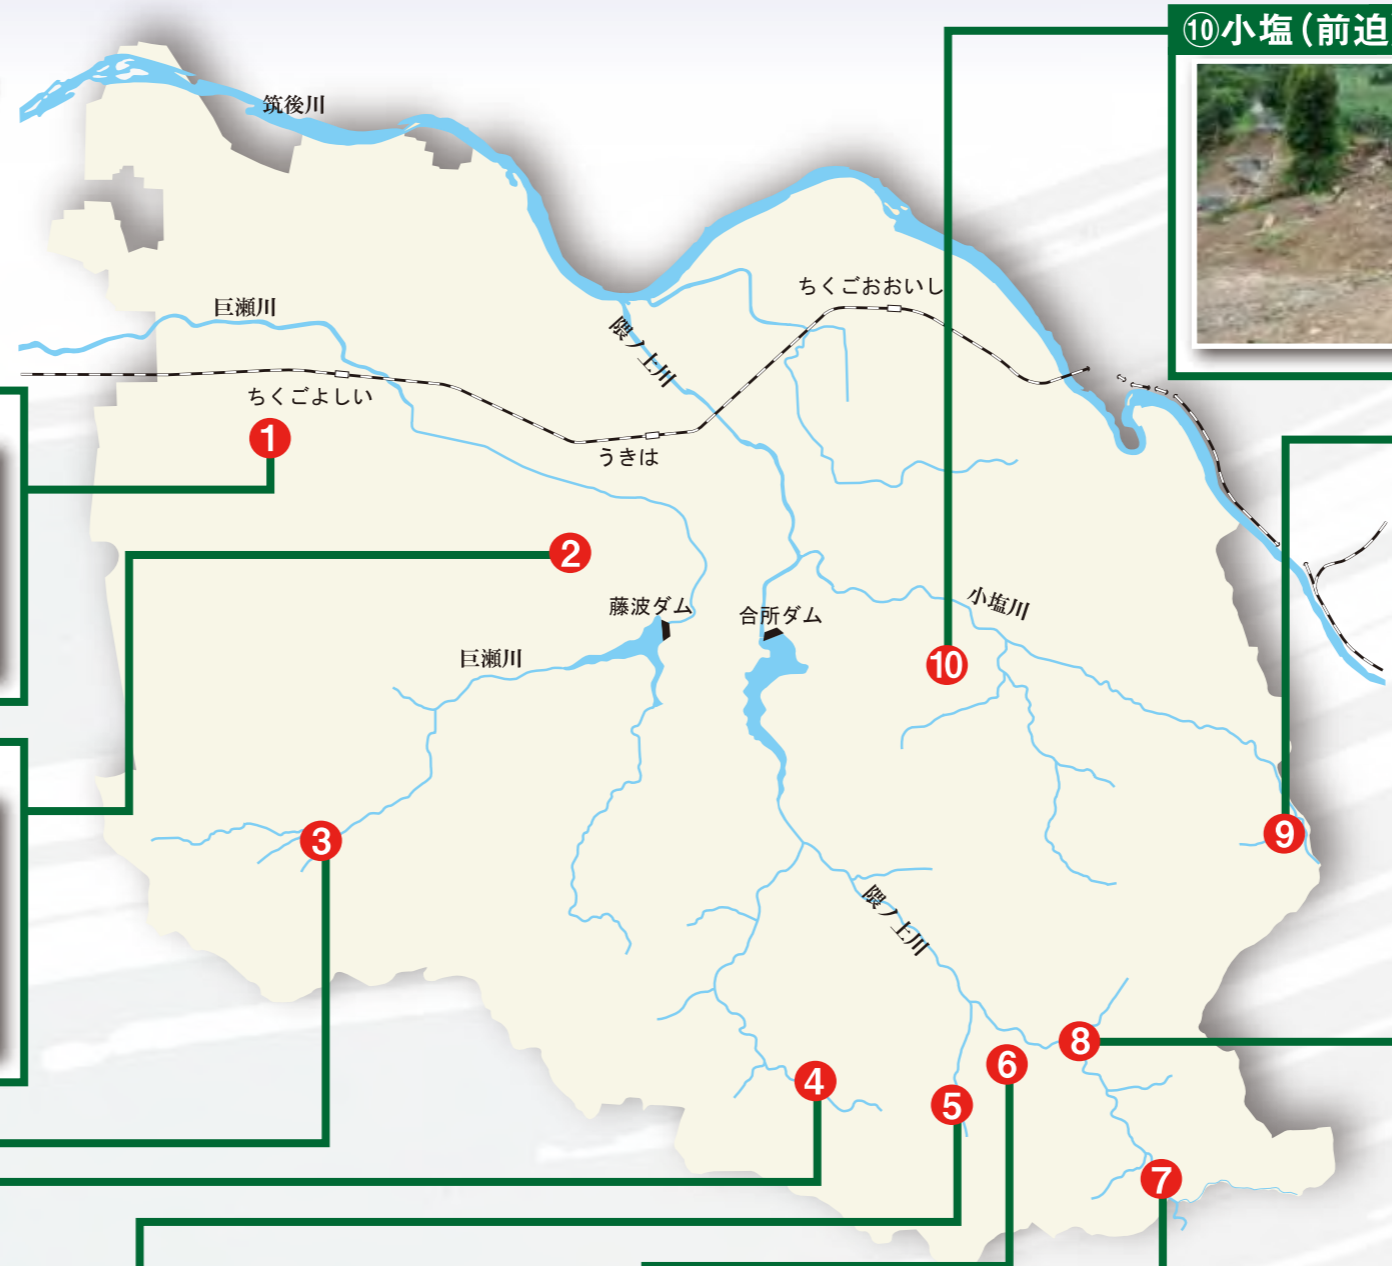 ⑩小塩(前迫
筑後川
ちくごおおいし
巨瀬川
隈ノ上川
ちくごよしい
1
うきは
2
小塩川
藤波ダム
合所ダム
巨瀬川
10
3
9
隈ノ上川
8
6
4
5
7